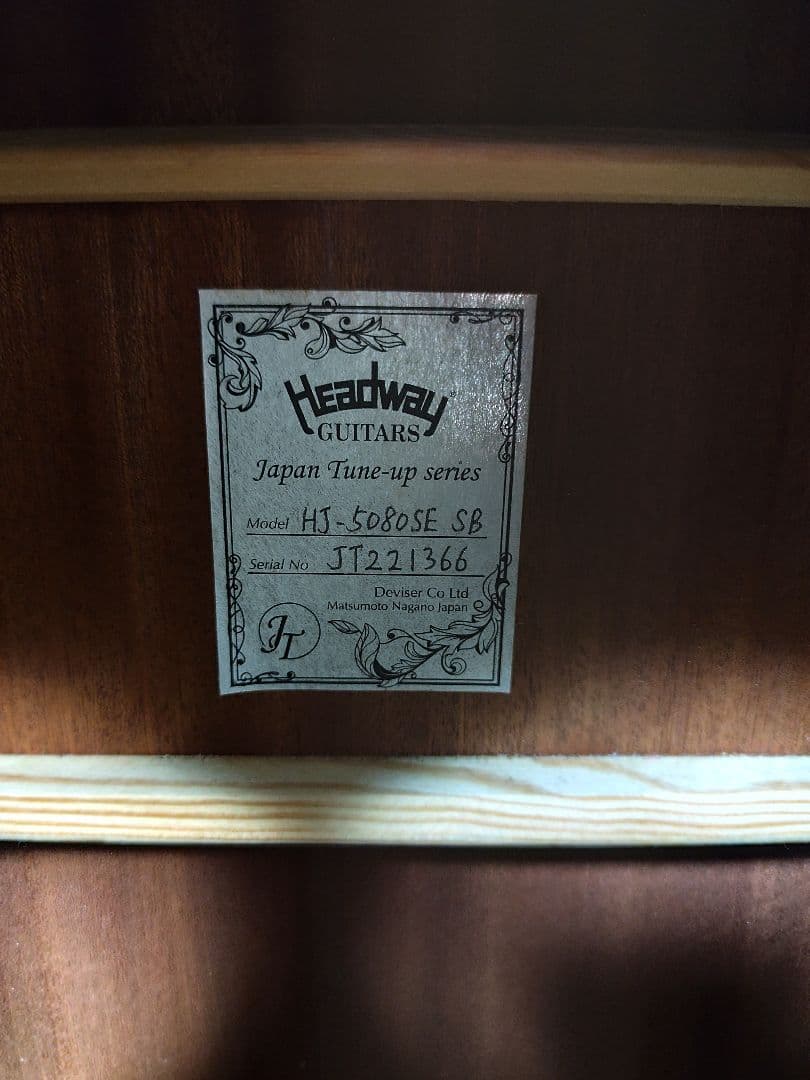 Headway®
GUITARS
Japan Tune-up series
Model HJ-5080SE SB
Serial No JT221366
Deviser Co Ltd
Matsumoto Nagano Japan
JT